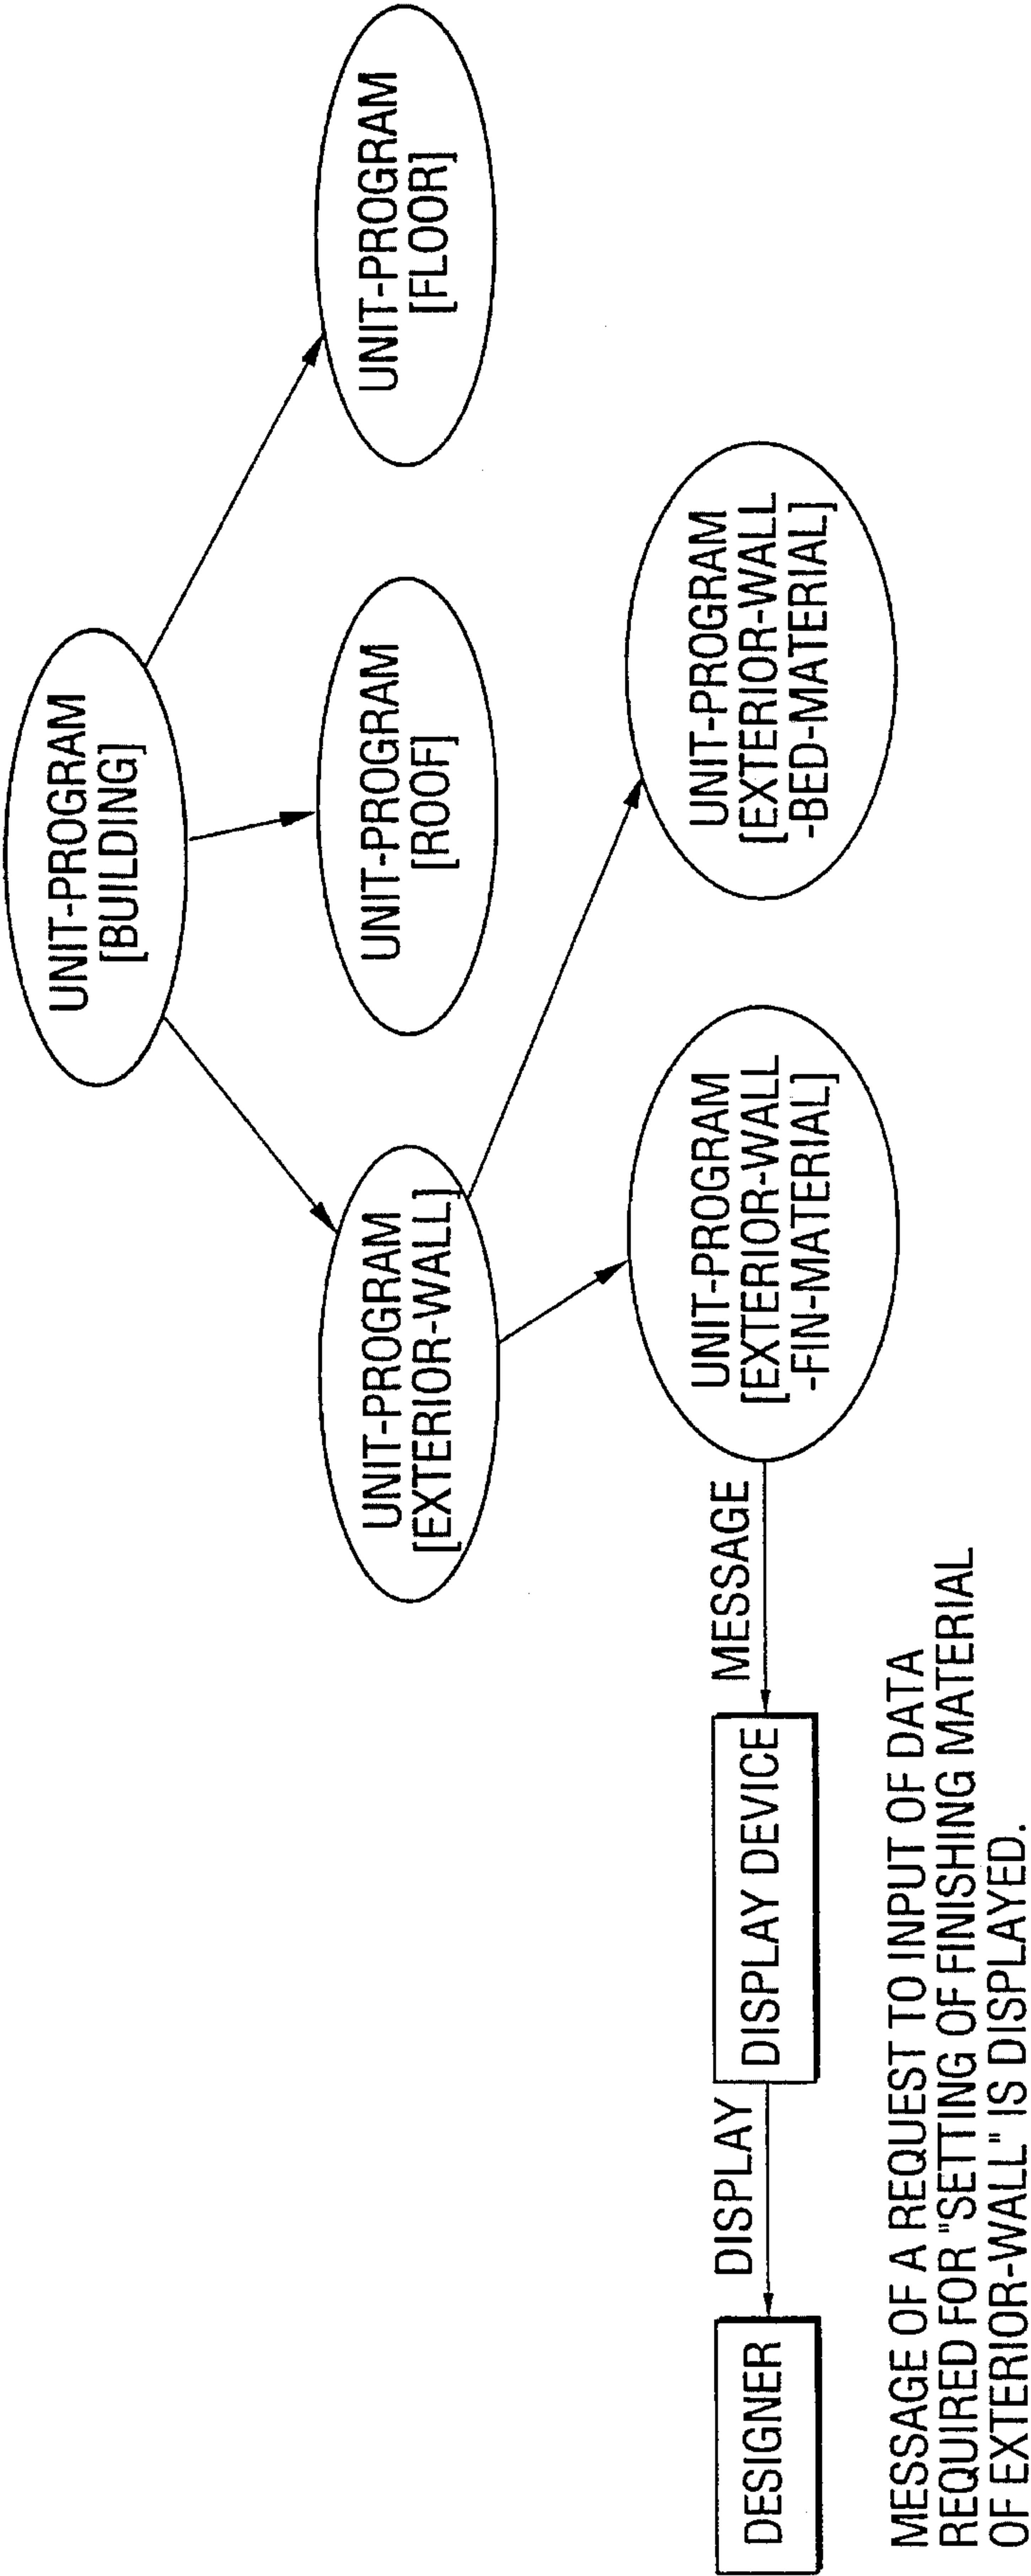 UNIT-PROGRAM
[BUILDING]
UNIT-PROGRAM
[EXTERIOR-WALL]
UNIT-PROGRAM
[ROOF]
UNIT-PROGRAM
[FLOOR]
UNIT-PROGRAM
[EXTERIOR-WALL
-FIN-MATERIAL]
UNIT-PROGRAM
[EXTERIOR-WALL
-BED-MATERIAL]
DESIGNER
DISPLAY
DISPLAY DEVICE
MESSAGE
MESSAGE OF A REQUEST TO INPUT OF DATA
REQUIRED FOR "SETTING OF FINISHING MATERIAL
OF EXTERIOR-WALL" IS DISPLAYED.